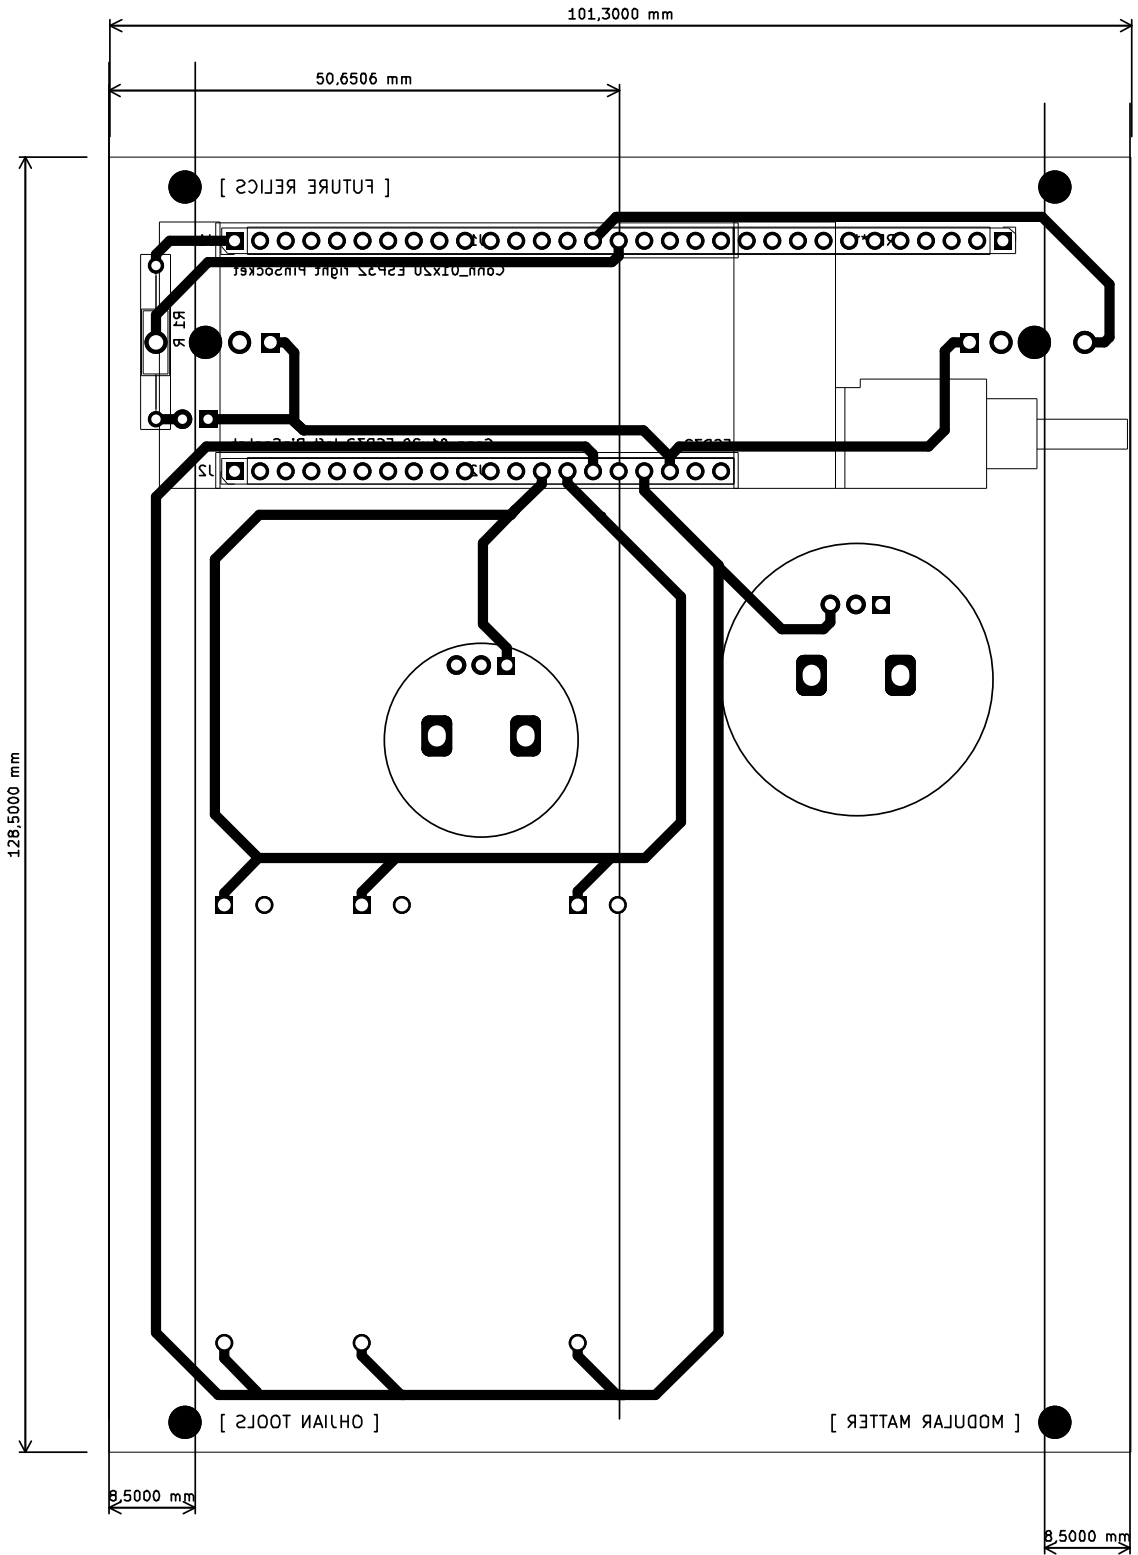 101,3000 mm
50,6506 mm
[ FUTURE RELICS ]
J1
Conn_01x20 ESP32 right PinSocket
R1 R
J2
J2
128,5000 mm
[ OHJIAN TOOLS ]
[ MODULAR MATTER ]
8,5000 mm
8,5000 mm